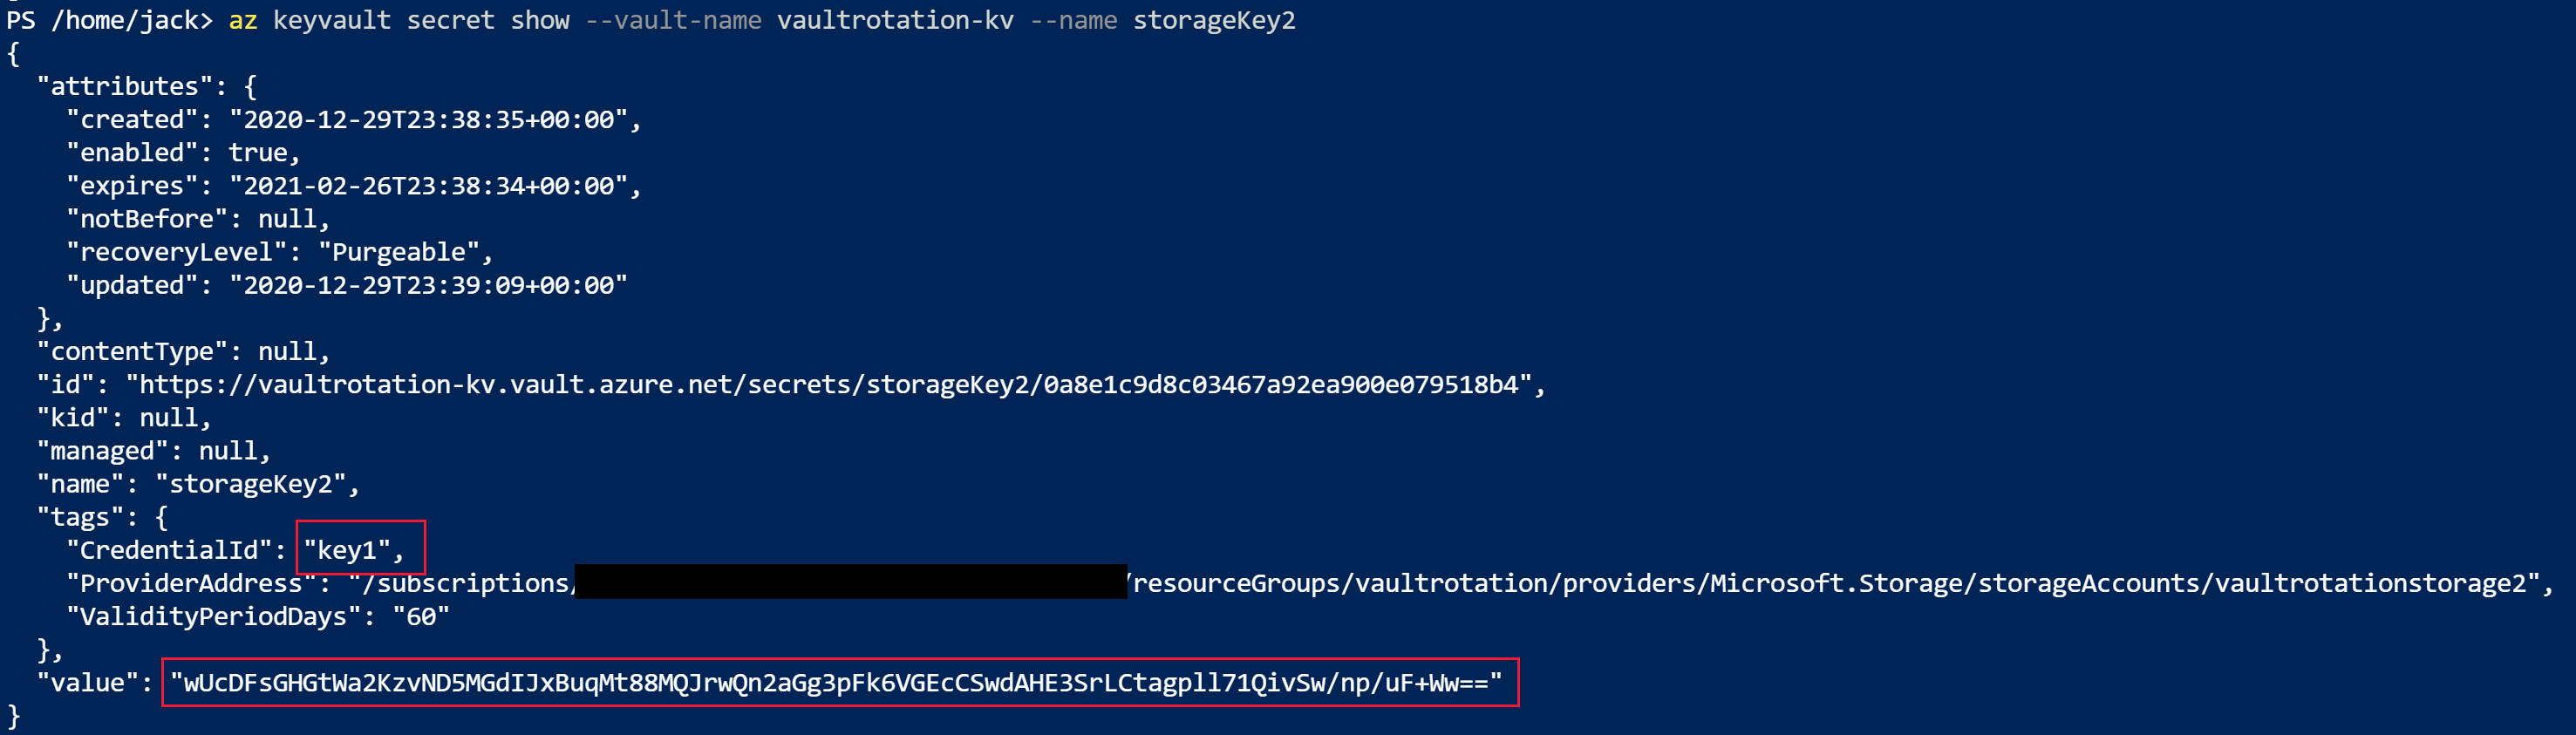 PS /home/jack> az keyvault secret show --vault-name vaultrotation-kv --name storageKey2
{
  "attributes": {
    "created": "2020-12-29T23:38:35+00:00",
    "enabled": true,
    "expires": "2021-02-26T23:38:34+00:00",
    "notBefore": null,
    "recoveryLevel": "Purgeable",
    "updated": "2020-12-29T23:39:09+00:00"
  },
  "contentType": null,
  "id": "https://vaultrotation-kv.vault.azure.net/secrets/storageKey2/0a8e1c9d8c03467a92ea900e079518b4",
  "kid": null,
  "managed": null,
  "name": "storageKey2",
  "tags": {
    "CredentialId": "key1",
    "ProviderAddress": "/subscriptions/ /resourceGroups/vaultrotation/providers/Microsoft.Storage/storageAccounts/vaultrotationstorage2",
    "ValidityPeriodDays": "60"
  },
  "value": "wUcDFsGHGtWa2KzvND5MGdIJxBuqMt88MQJrwQn2aGg3pFk6VGEcCSwdAHE3SrLCtagpll71QivSw/np/uF+Ww=="
}